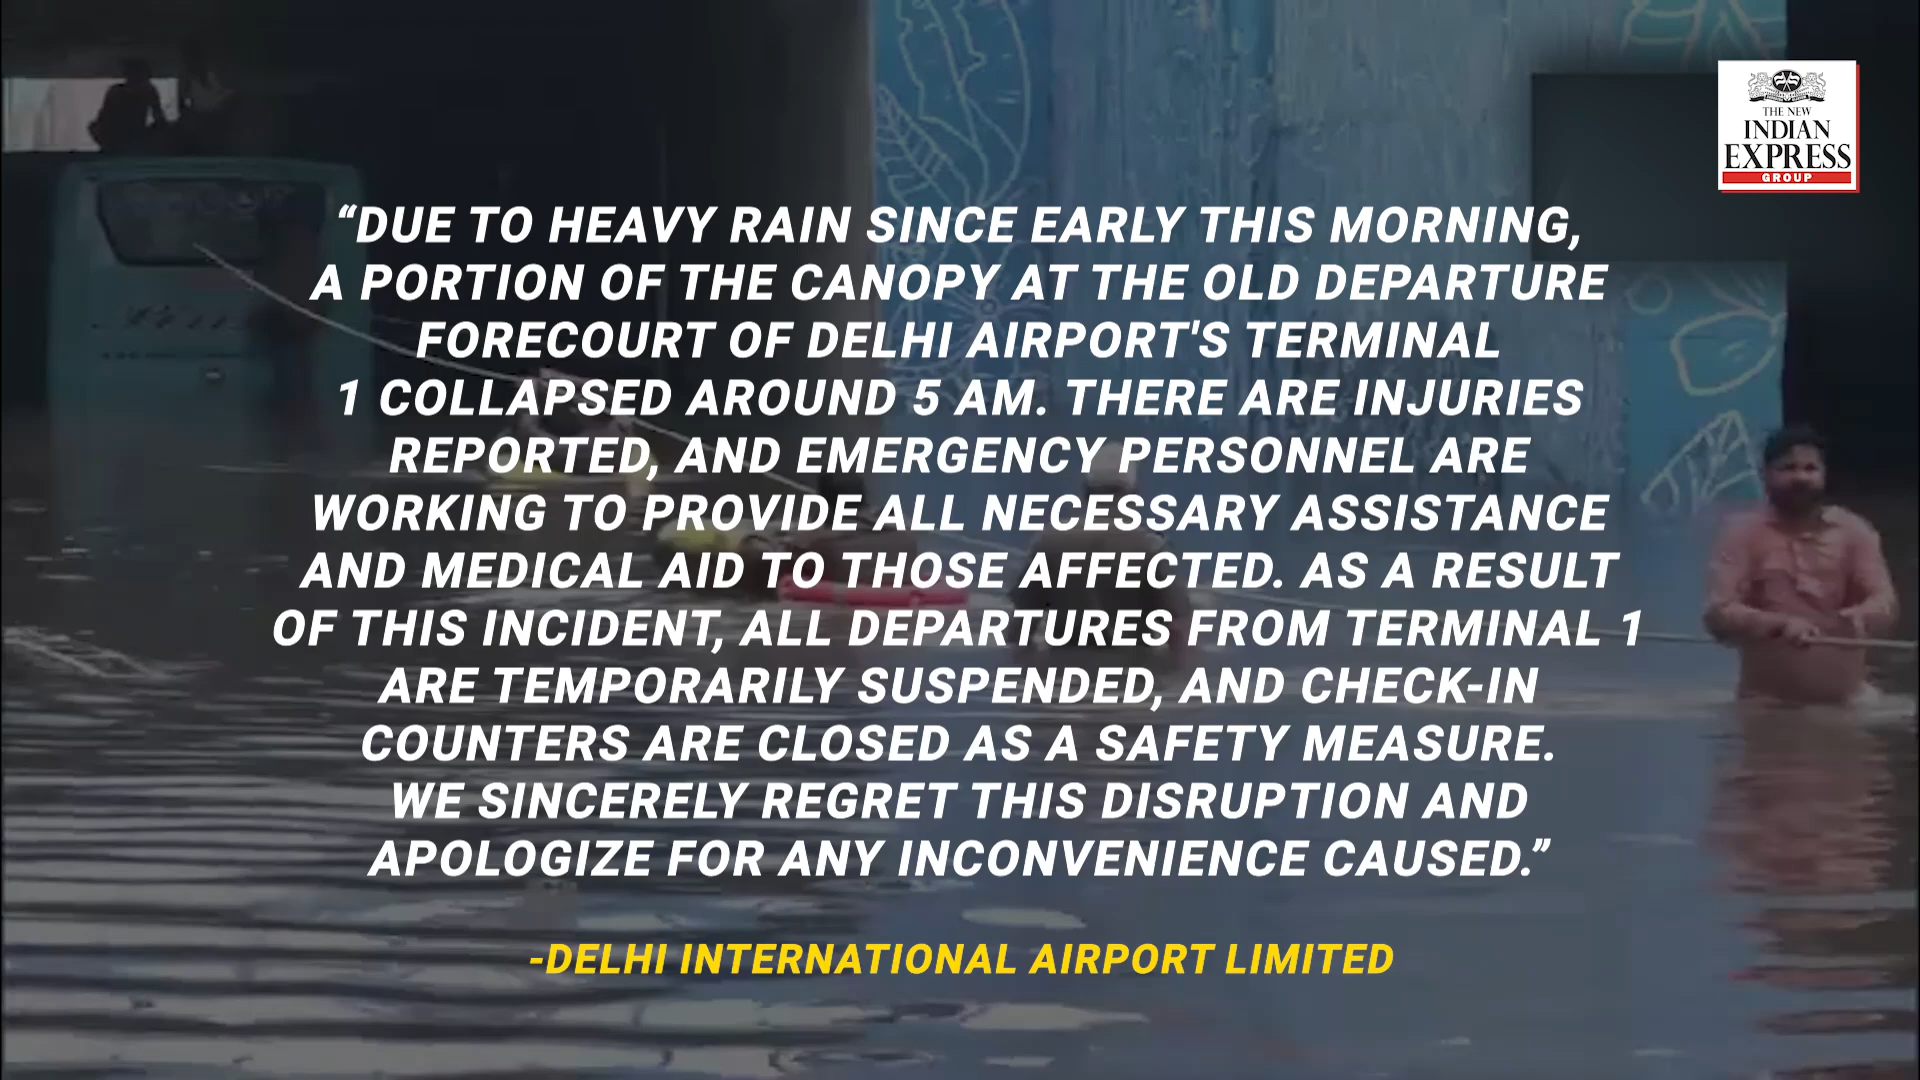 THE NEW
INDIAN
EXPRESS
GROUP
“DUE TO HEAVY RAIN SINCE EARLY THIS MORNING,
A PORTION OF THE CANOPY AT THE OLD DEPARTURE
FORECOURT OF DELHI AIRPORT'S TERMINAL
1 COLLAPSED AROUND 5 AM. THERE ARE INJURIES
REPORTED, AND EMERGENCY PERSONNEL ARE
WORKING TO PROVIDE ALL NECESSARY ASSISTANCE
AND MEDICAL AID TO THOSE AFFECTED. AS A RESULT
OF THIS INCIDENT, ALL DEPARTURES FROM TERMINAL 1
ARE TEMPORARILY SUSPENDED, AND CHECK-IN
COUNTERS ARE CLOSED AS A SAFETY MEASURE.
WE SINCERELY REGRET THIS DISRUPTION AND
APOLOGIZE FOR ANY INCONVENIENCE CAUSED.”
-DELHI INTERNATIONAL AIRPORT LIMITED